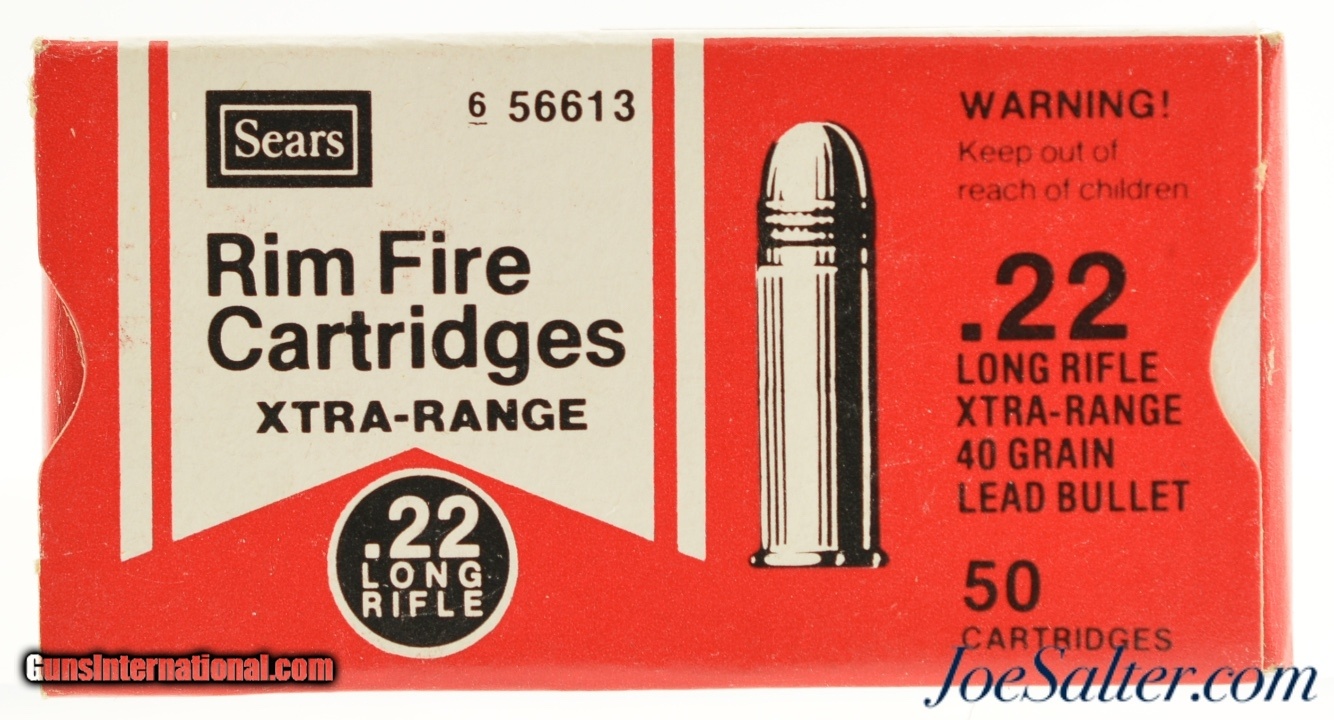 Sears
6 56613
Rim Fire
Cartridges
XTRA-RANGE
.22
LONG
RIFLE
WARNING!
Keep out of
reach of children
.22
LONG RIFLE
XTRA-RANGE
40 GRAIN
LEAD BULLET
50
CARTRIDGES
GunsInternational.com
JoeSalter.com